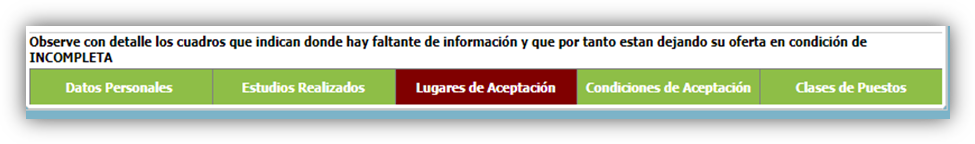 Observe con detalle los cuadros que indican donde hay faltante de información y que por tanto estan dejando su oferta en condición de
INCOMPLETA
Datos Personales Estudios Realizados Lugares de Aceptación Condiciones de Aceptación Clases de Puestos